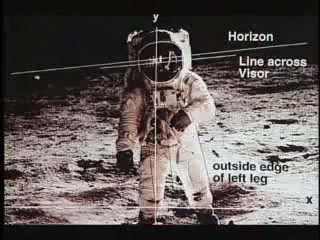 y
Horizon
Line across
Visor
outside edge
of left leg
x